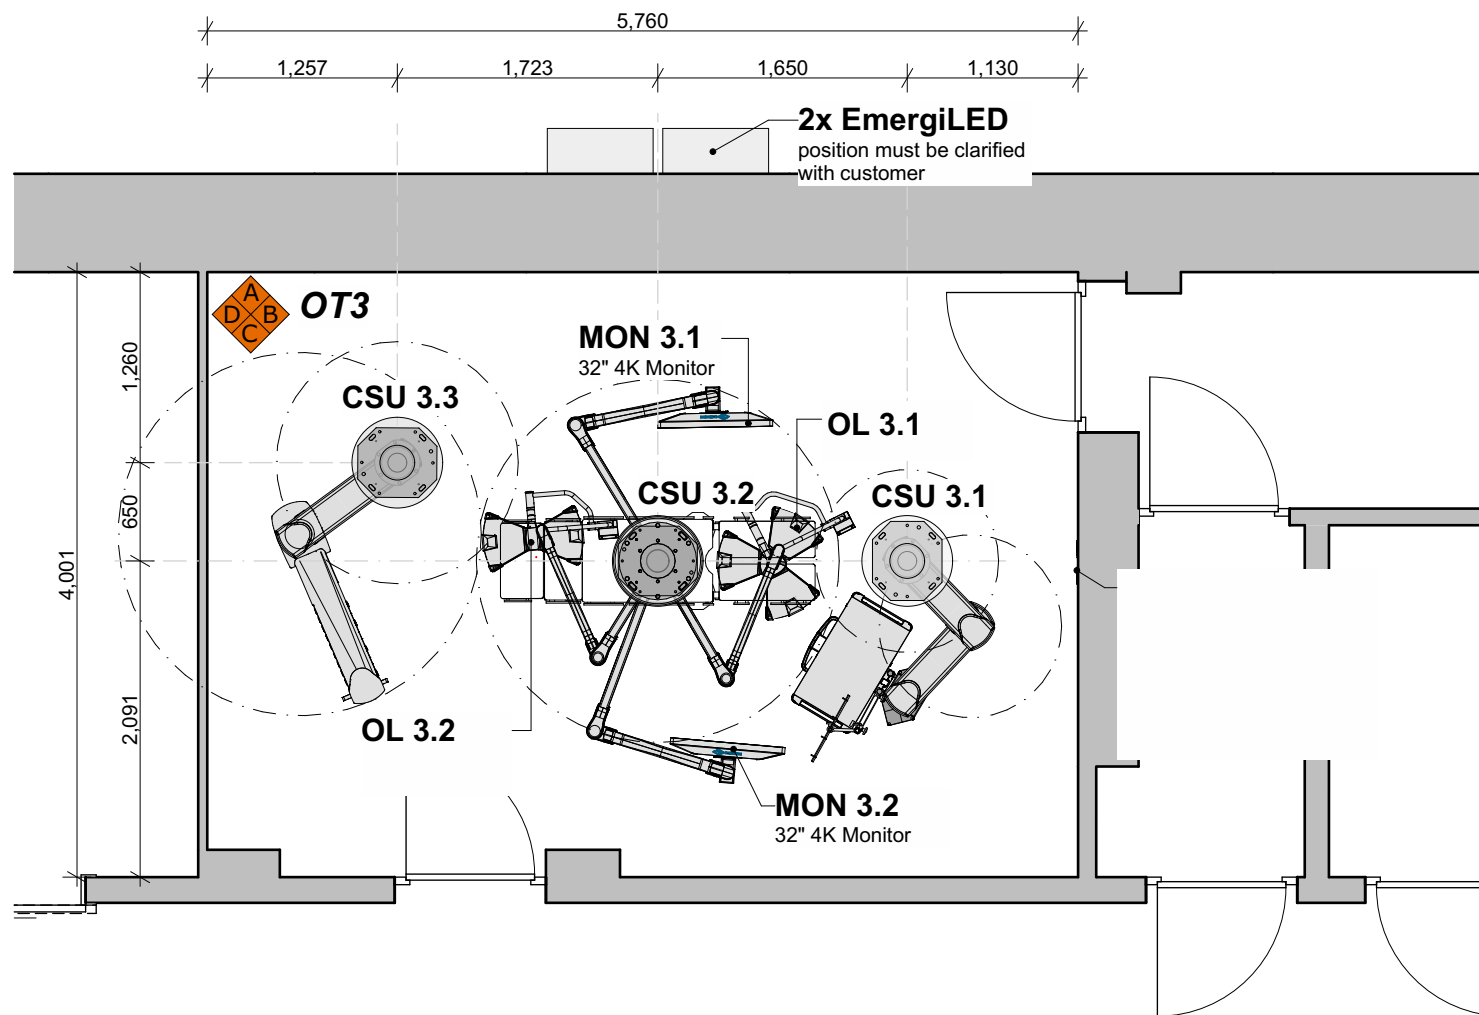 5,760
1,257
1,723
1,650
1,130
2x EmergiLED
position must be clarified
with customer
A
D B
C
OT3
MON 3.1
32" 4K Monitor
1,260
CSU 3.3
OL 3.1
CSU 3.2
CSU 3.1
650
4,001
2,091
OL 3.2
MON 3.2
32" 4K Monitor